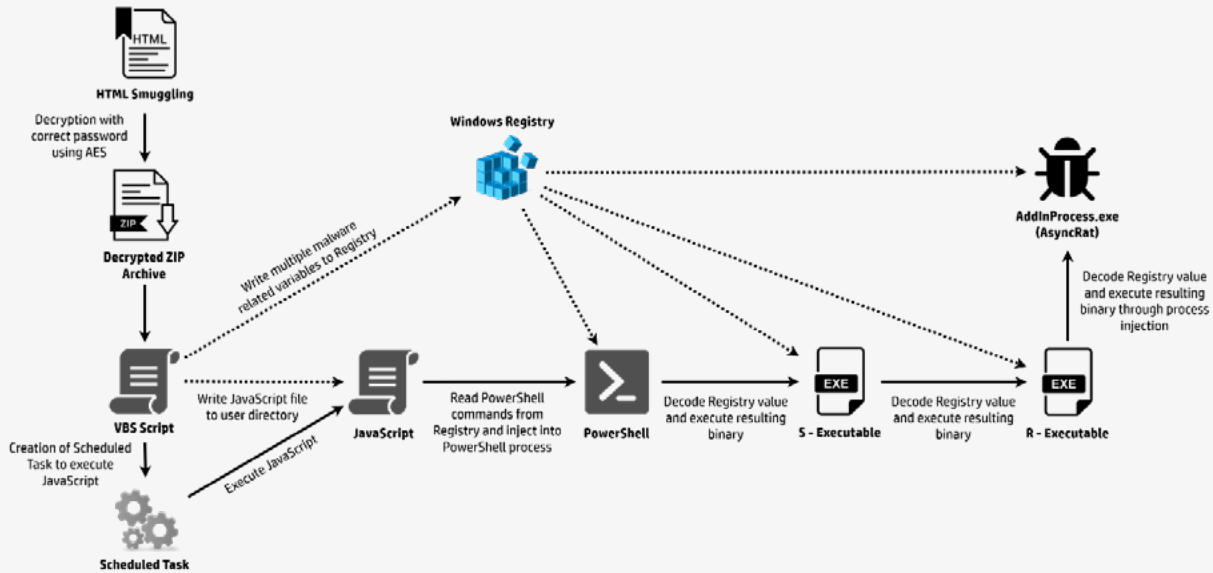 HTML
HTML Smuggling
Decryption with
correct password
using AES
ZIP
Decrypted ZIP
Archive
Windows Registry
Write multiple malware
related variables to Registry
AddInProcess.exe
(AsyncRat)
Decode Registry value
and execute resulting
binary through process
injection
VBS Script
Write JavaScript file
to user directory
JavaScript
Read PowerShell
commands from
Registry and inject into
PowerShell process
PowerShell
Decode Registry value
and execute resulting
binary
EXE
S - Executable
Decode Registry value
and execute resulting
binary
EXE
R - Executable
Creation of Scheduled
Task to execute
JavaScript
Execute JavaScript
Scheduled Task